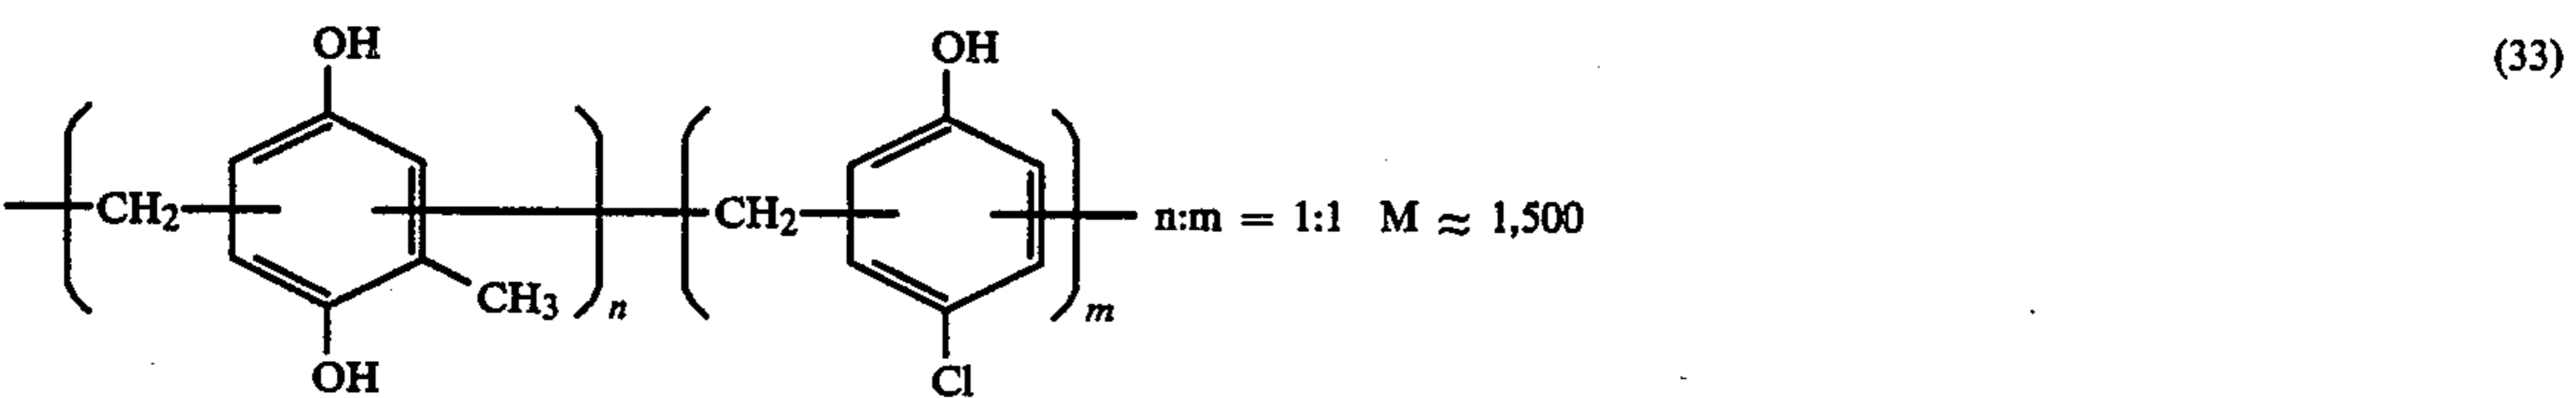 OH OH (33)
CH2 CH2 n:m = 1:1 M ≈ 1,500
CH3 n m
OH Cl